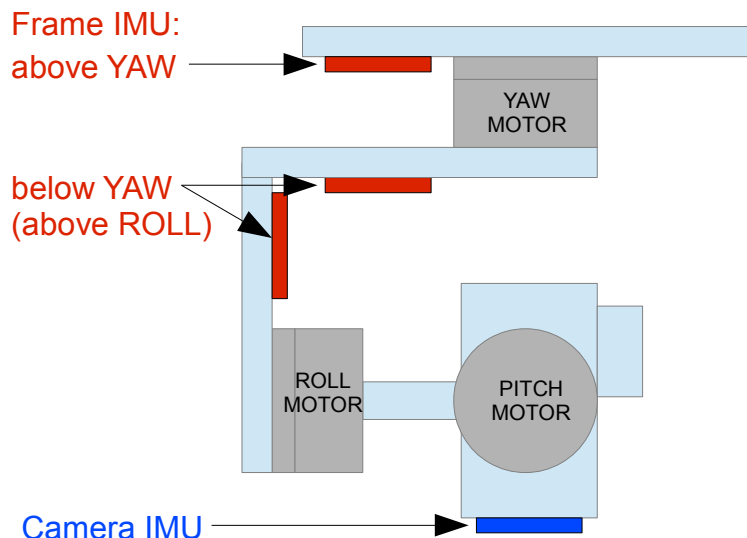 Frame IMU:
above YAW
YAW
MOTOR
below YAW
(above ROLL)
ROLL
MOTOR
PITCH
MOTOR
Camera IMU